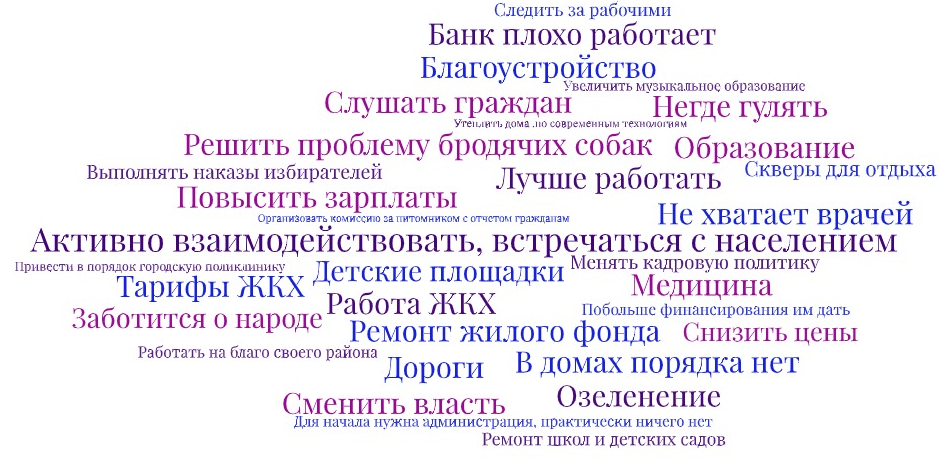 Следить за рабочими
Банк плохо работает
Благоустройство
Увеличить музыкальное образование
Слушать граждан
Негде гулять
Утеплить дома по современным технологиям
Решить проблему бродячих собак
Образование
Выполнять наказы избирателей
Лучше работать
Скверы для отдыха
Повысить зарплаты
Организовать комиссию за питомником с отчетом гражданам
Не хватает врачей
Активно взаимодействовать, встречаться с населением
Привести в порядок городскую поликлинику
Детские площадки
Менять кадровую политику
Тарифы ЖКХ
Медицина
Работа ЖКХ
Побольше финансирования им дать
Заботится о народе
Ремонт жилого фонда
Снизить цены
Работать на благо своего района
Дороги
В домах порядка нет
Сменить власть
Озеленение
Для начала нужна администрация, практически ничего нет
Ремонт школ и детских садов